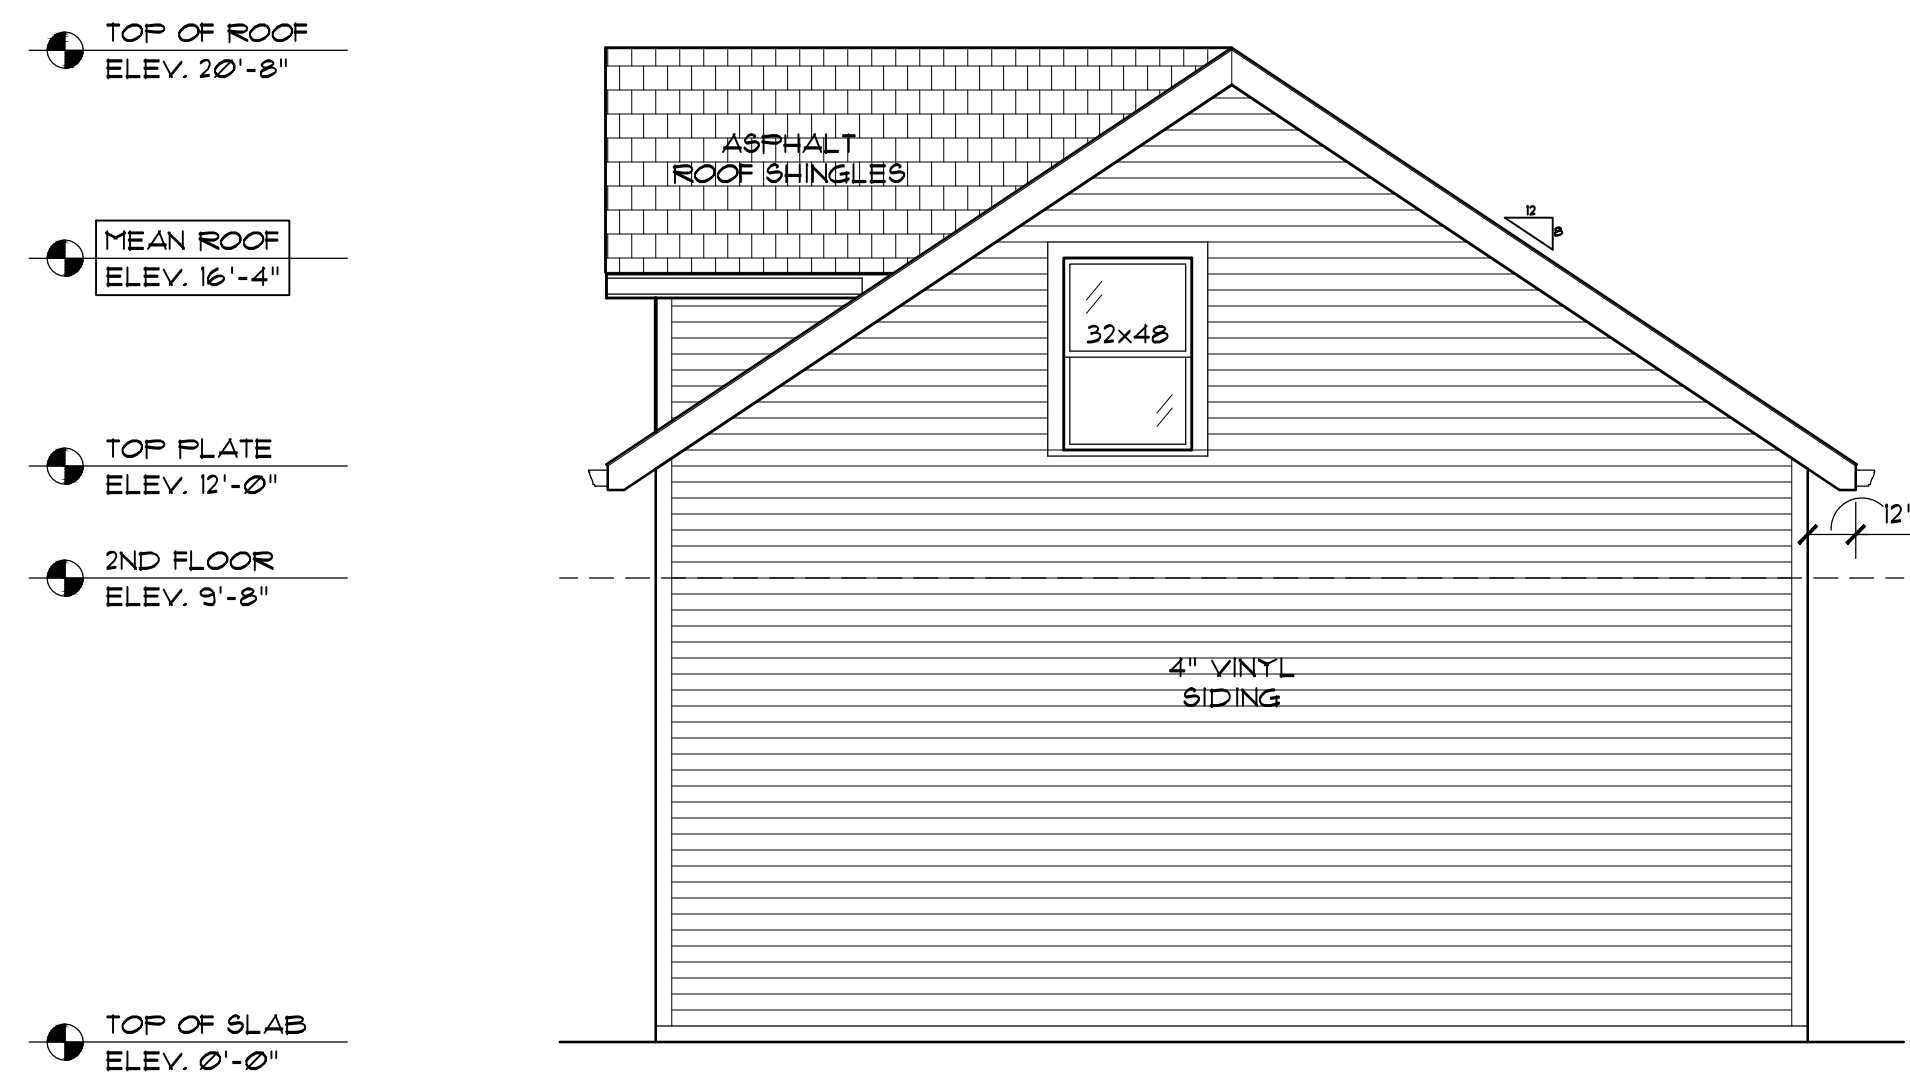 TOP OF ROOF
ELEV. 20'-8"
MEAN ROOF
ELEV. 16'-4"
TOP PLATE
ELEV. 12'-0"
2ND FLOOR
ELEV. 9'-8"
TOP OF SLAB
ELEV. 0'-0"
ASPHALT
ROOF SHINGLES
12
8
32x48
12'
4" VINYL
SIDING